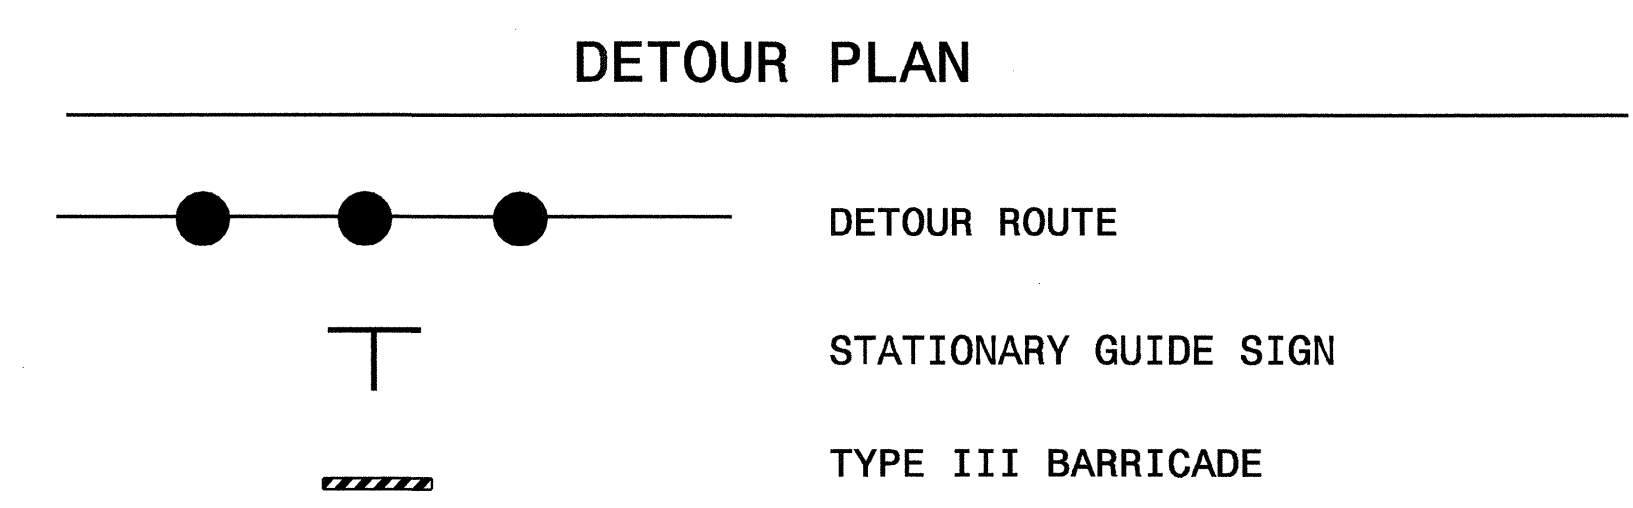 DETOUR PLAN
DETOUR ROUTE
STATIONARY GUIDE SIGN
TYPE III BARRICADE